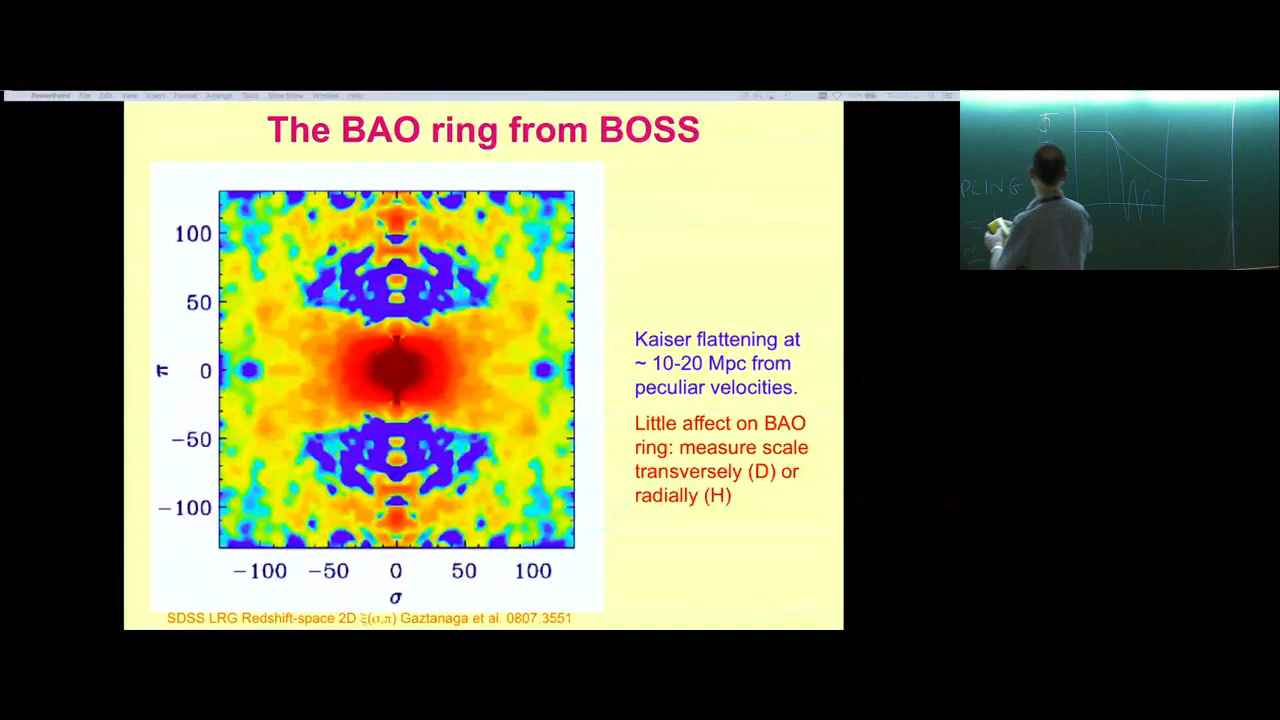 PowerPoint File Edit View Insert Format Arrange Tools Slide Show Window Help
The BAO ring from BOSS
100
50
π 0
−50
−100
−100 −50 0 50 100
σ
Kaiser flattening at
~ 10-20 Mpc from
peculiar velocities.
Little affect on BAO
ring: measure scale
transversely (D) or
radially (H)
SDSS LRG Redshift-space 2D ξ(σ,π) Gaztanaga et al. 0807.3551
Φ
PLING